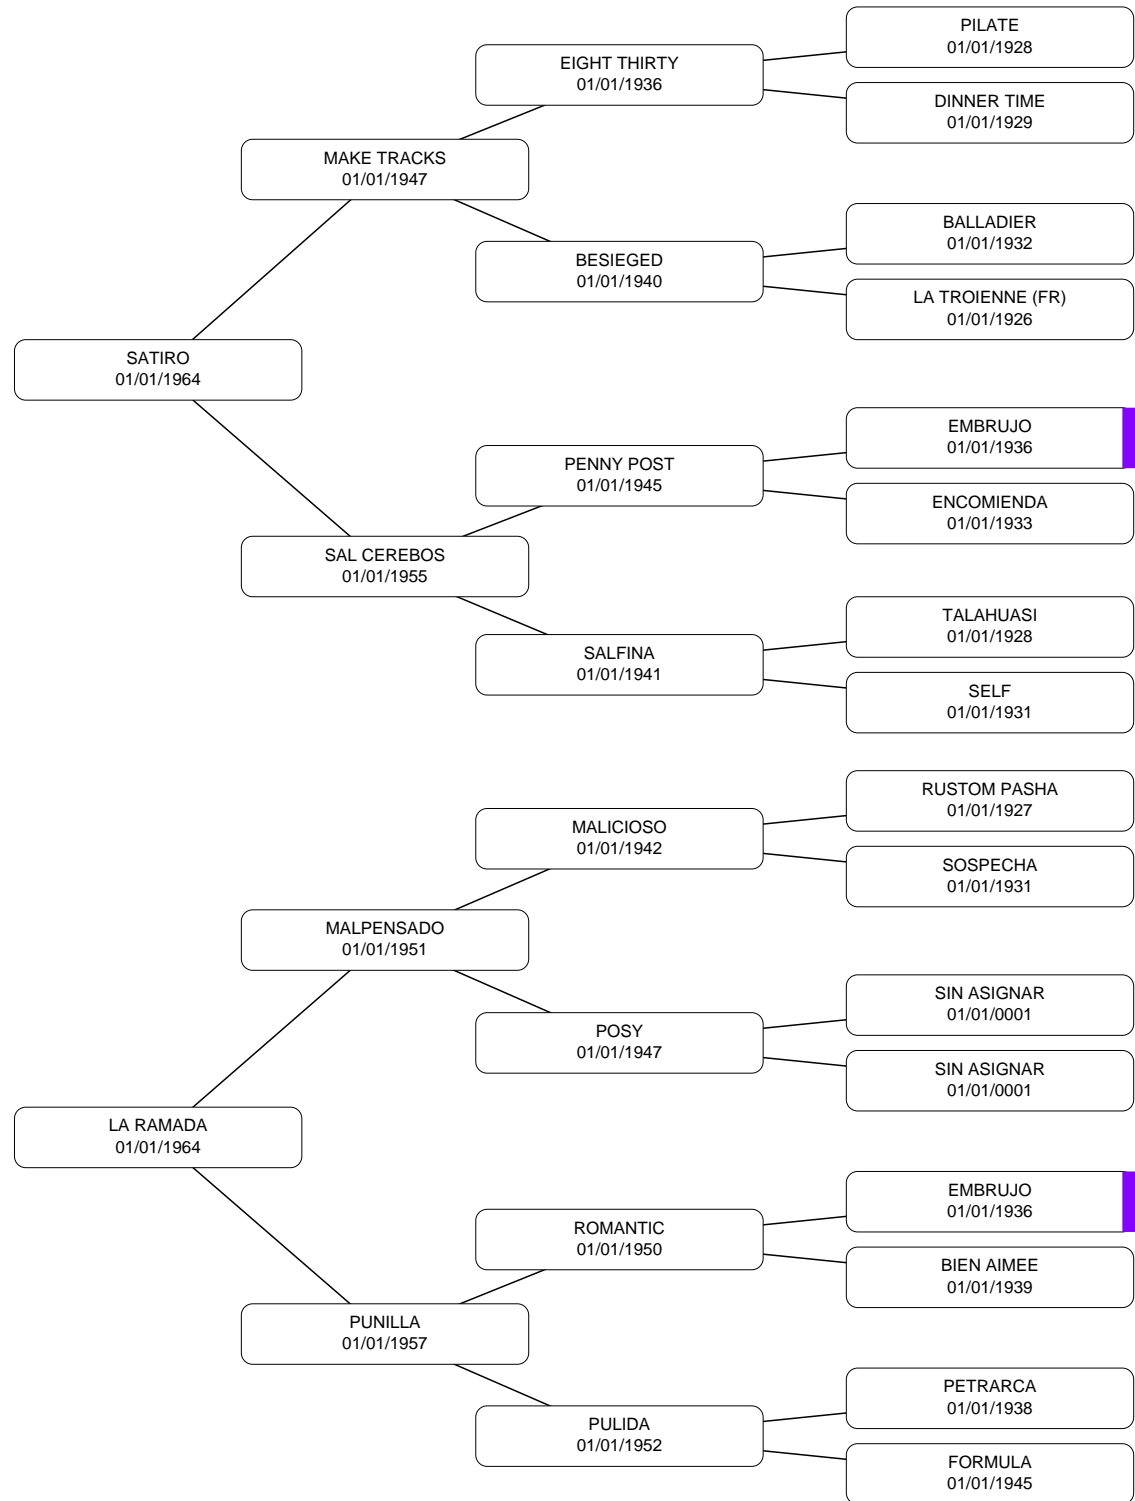 PILATE
01/01/1928
EIGHT THIRTY
01/01/1936
DINNER TIME
01/01/1929
MAKE TRACKS
01/01/1947
BALLADIER
01/01/1932
BESIEGED
01/01/1940
LA TROIENNE (FR)
01/01/1926
SATIRO
01/01/1964
EMBRUJO
01/01/1936
PENNY POST
01/01/1945
ENCOMIENDA
01/01/1933
SAL CEREBOS
01/01/1955
TALAHUASI
01/01/1928
SALFINA
01/01/1941
SELF
01/01/1931
RUSTOM PASHA
01/01/1927
MALICIOSO
01/01/1942
SOSPECHA
01/01/1931
MALPENSADO
01/01/1951
SIN ASIGNAR
01/01/0001
POSY
01/01/1947
SIN ASIGNAR
01/01/0001
LA RAMADA
01/01/1964
EMBRUJO
01/01/1936
ROMANTIC
01/01/1950
BIEN AIMEE
01/01/1939
PUNILLA
01/01/1957
PETRARCA
01/01/1938
PULIDA
01/01/1952
FORMULA
01/01/1945